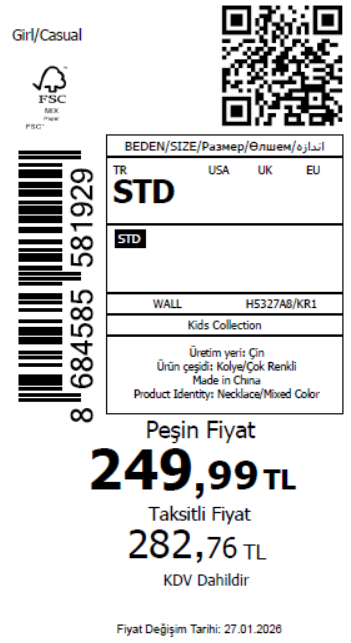 Girl/Casual
FSC
MIX
Paper
FSC™
BEDEN/SIZE/Размер/Өлшем/اندازه
TR USA UK EU
STD
STD
WALL H5327A8/KR1
Kids Collection
Üretim yeri: Çin
Ürün çeşidi: Kolye/Çok Renkli
Made in China
Product Identity: Necklace/Mixed Color
8 684585 581929
Peşin Fiyat
249,99 TL
Taksitli Fiyat
282,76 TL
KDV Dahildir
Fiyat Değişim Tarihi: 27.01.2026